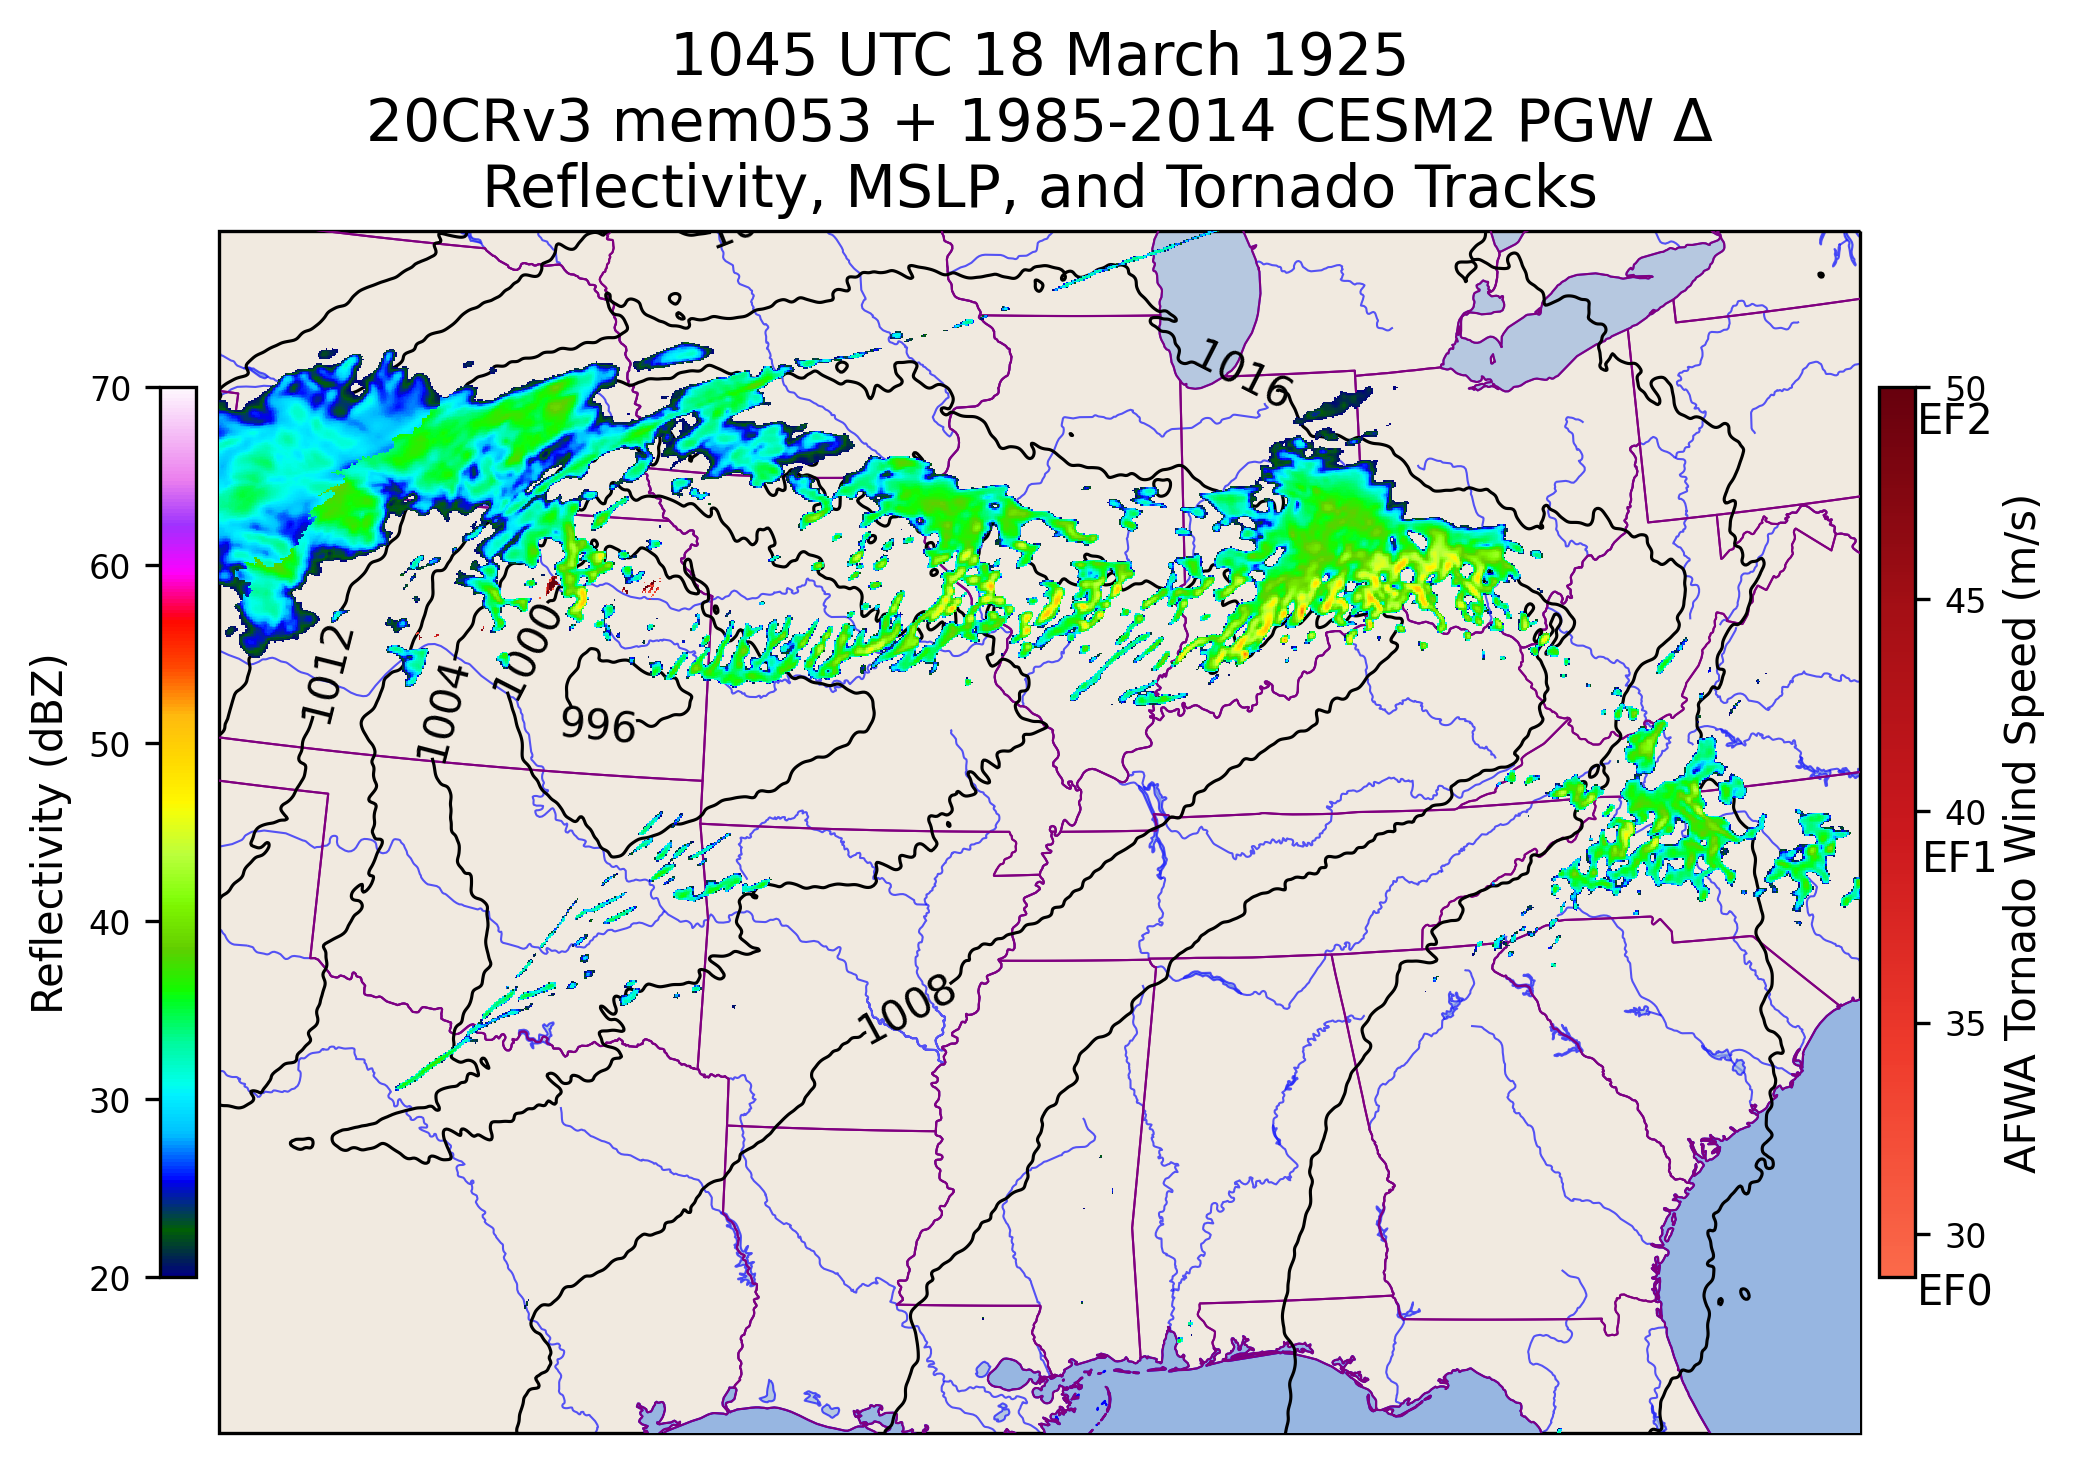 1045 UTC 18 March 1925
20CRv3 mem053 + 1985-2014 CESM2 PGW Δ
Reflectivity, MSLP, and Tornado Tracks
70
60
50
40
30
20
Reflectivity (dBZ)
1016
1012
1004
1000
996
1008
50
EF2
45
40
EF1
35
30
EF0
AFWA Tornado Wind Speed (m/s)